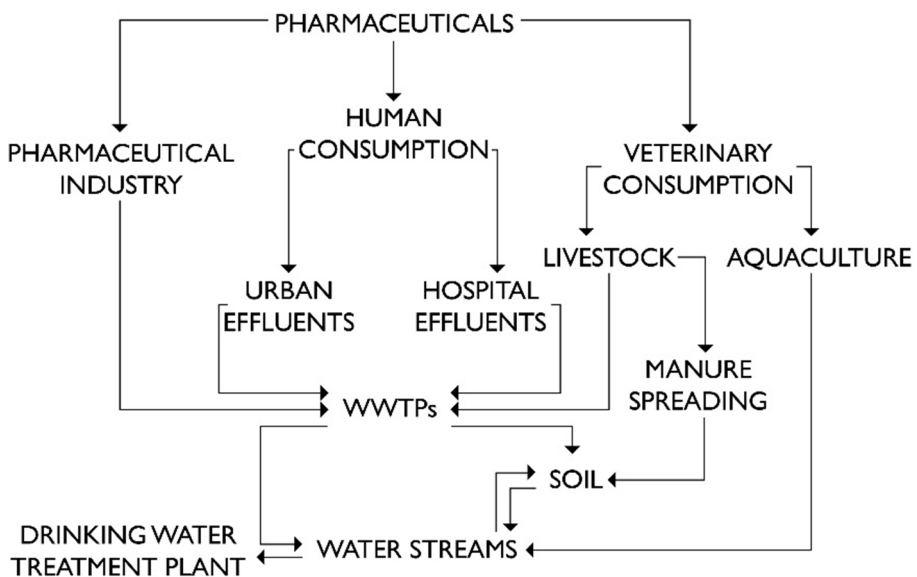 PHARMACEUTICALS
HUMAN
CONSUMPTION
PHARMACEUTICAL
INDUSTRY
VETERINARY
CONSUMPTION
LIVESTOCK
AQUACULTURE
URBAN
EFFLUENTS
HOSPITAL
EFFLUENTS
MANURE
SPREADING
WWTPs
SOIL
DRINKING WATER
TREATMENT PLANT
WATER STREAMS